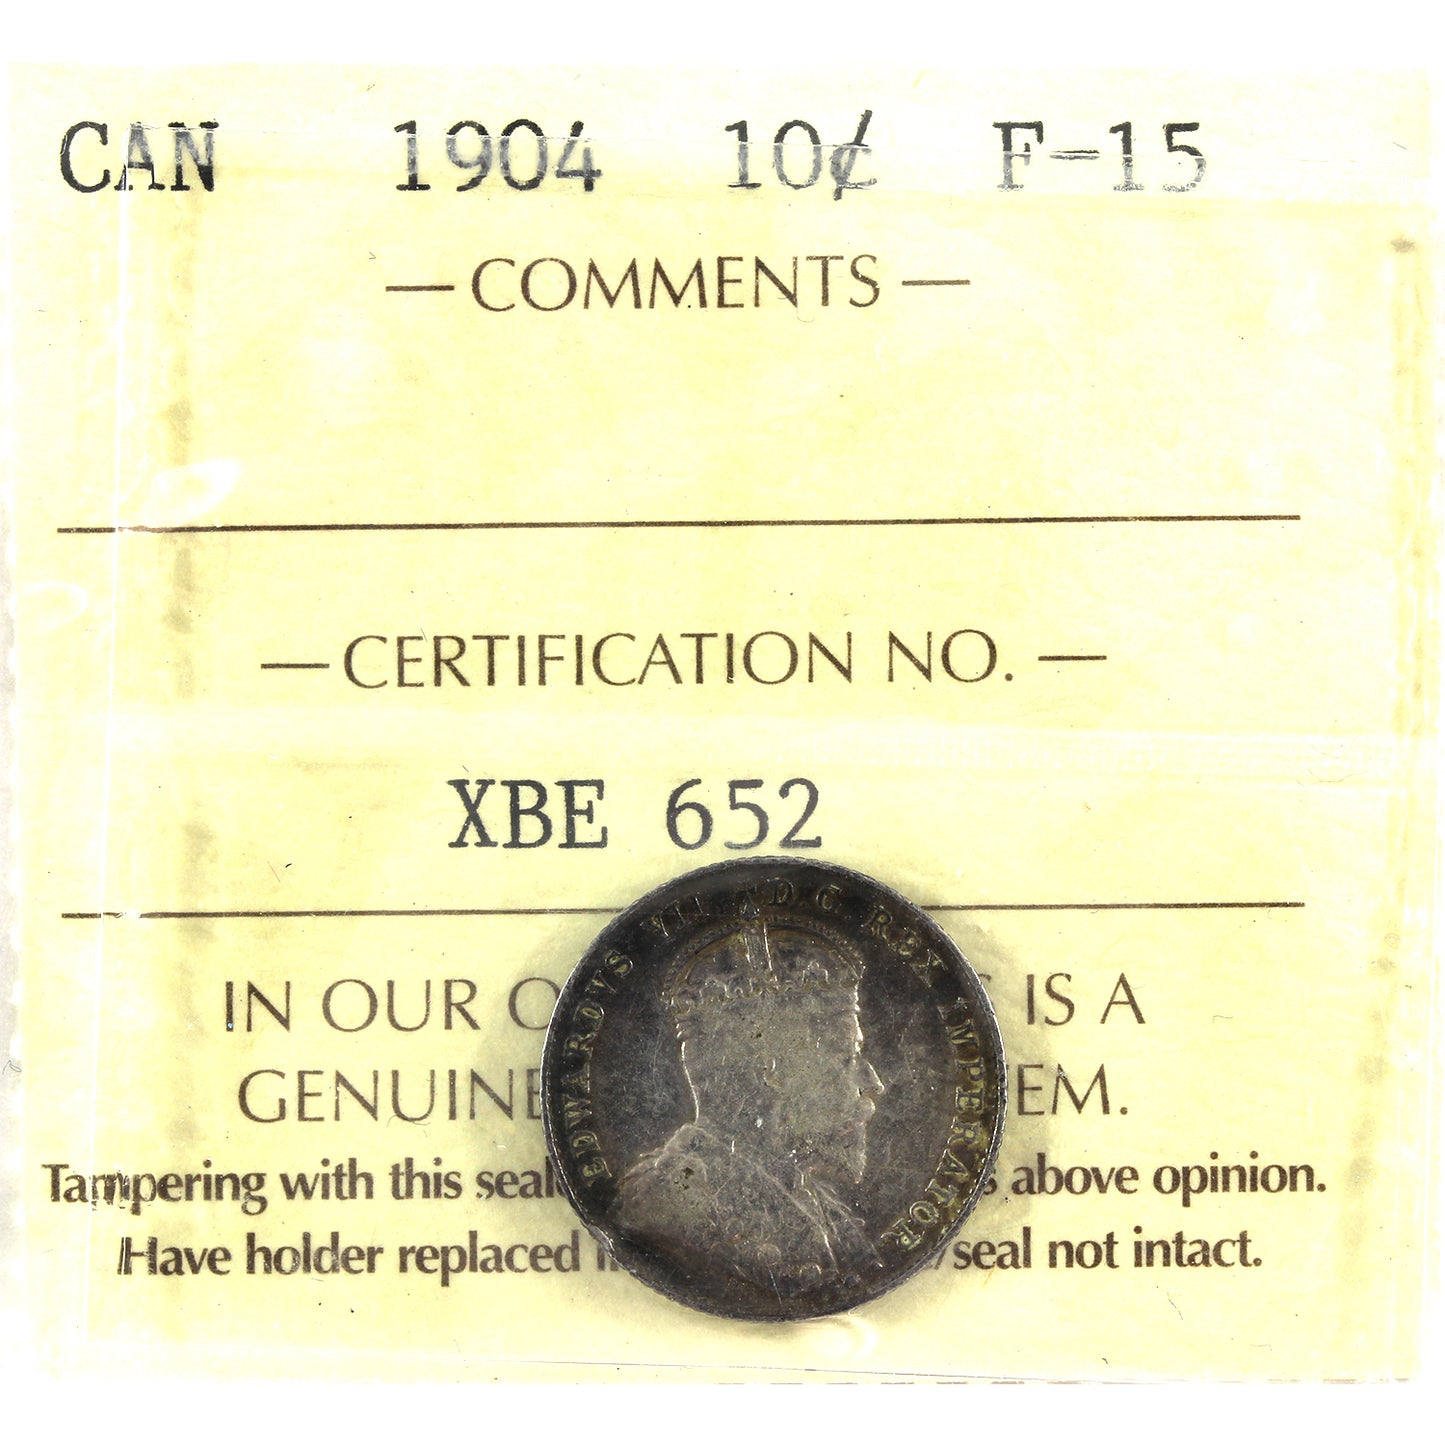 CAN 1904 10¢ F-15
— COMMENTS —
— CERTIFICATION NO. —
XBE 652
IN OUR IS A
GENUINE
Tampering with this seal above opinion.
Have holder replaced /seal not intact.
EDWARDVS VII D. G. REX IMPERATOR